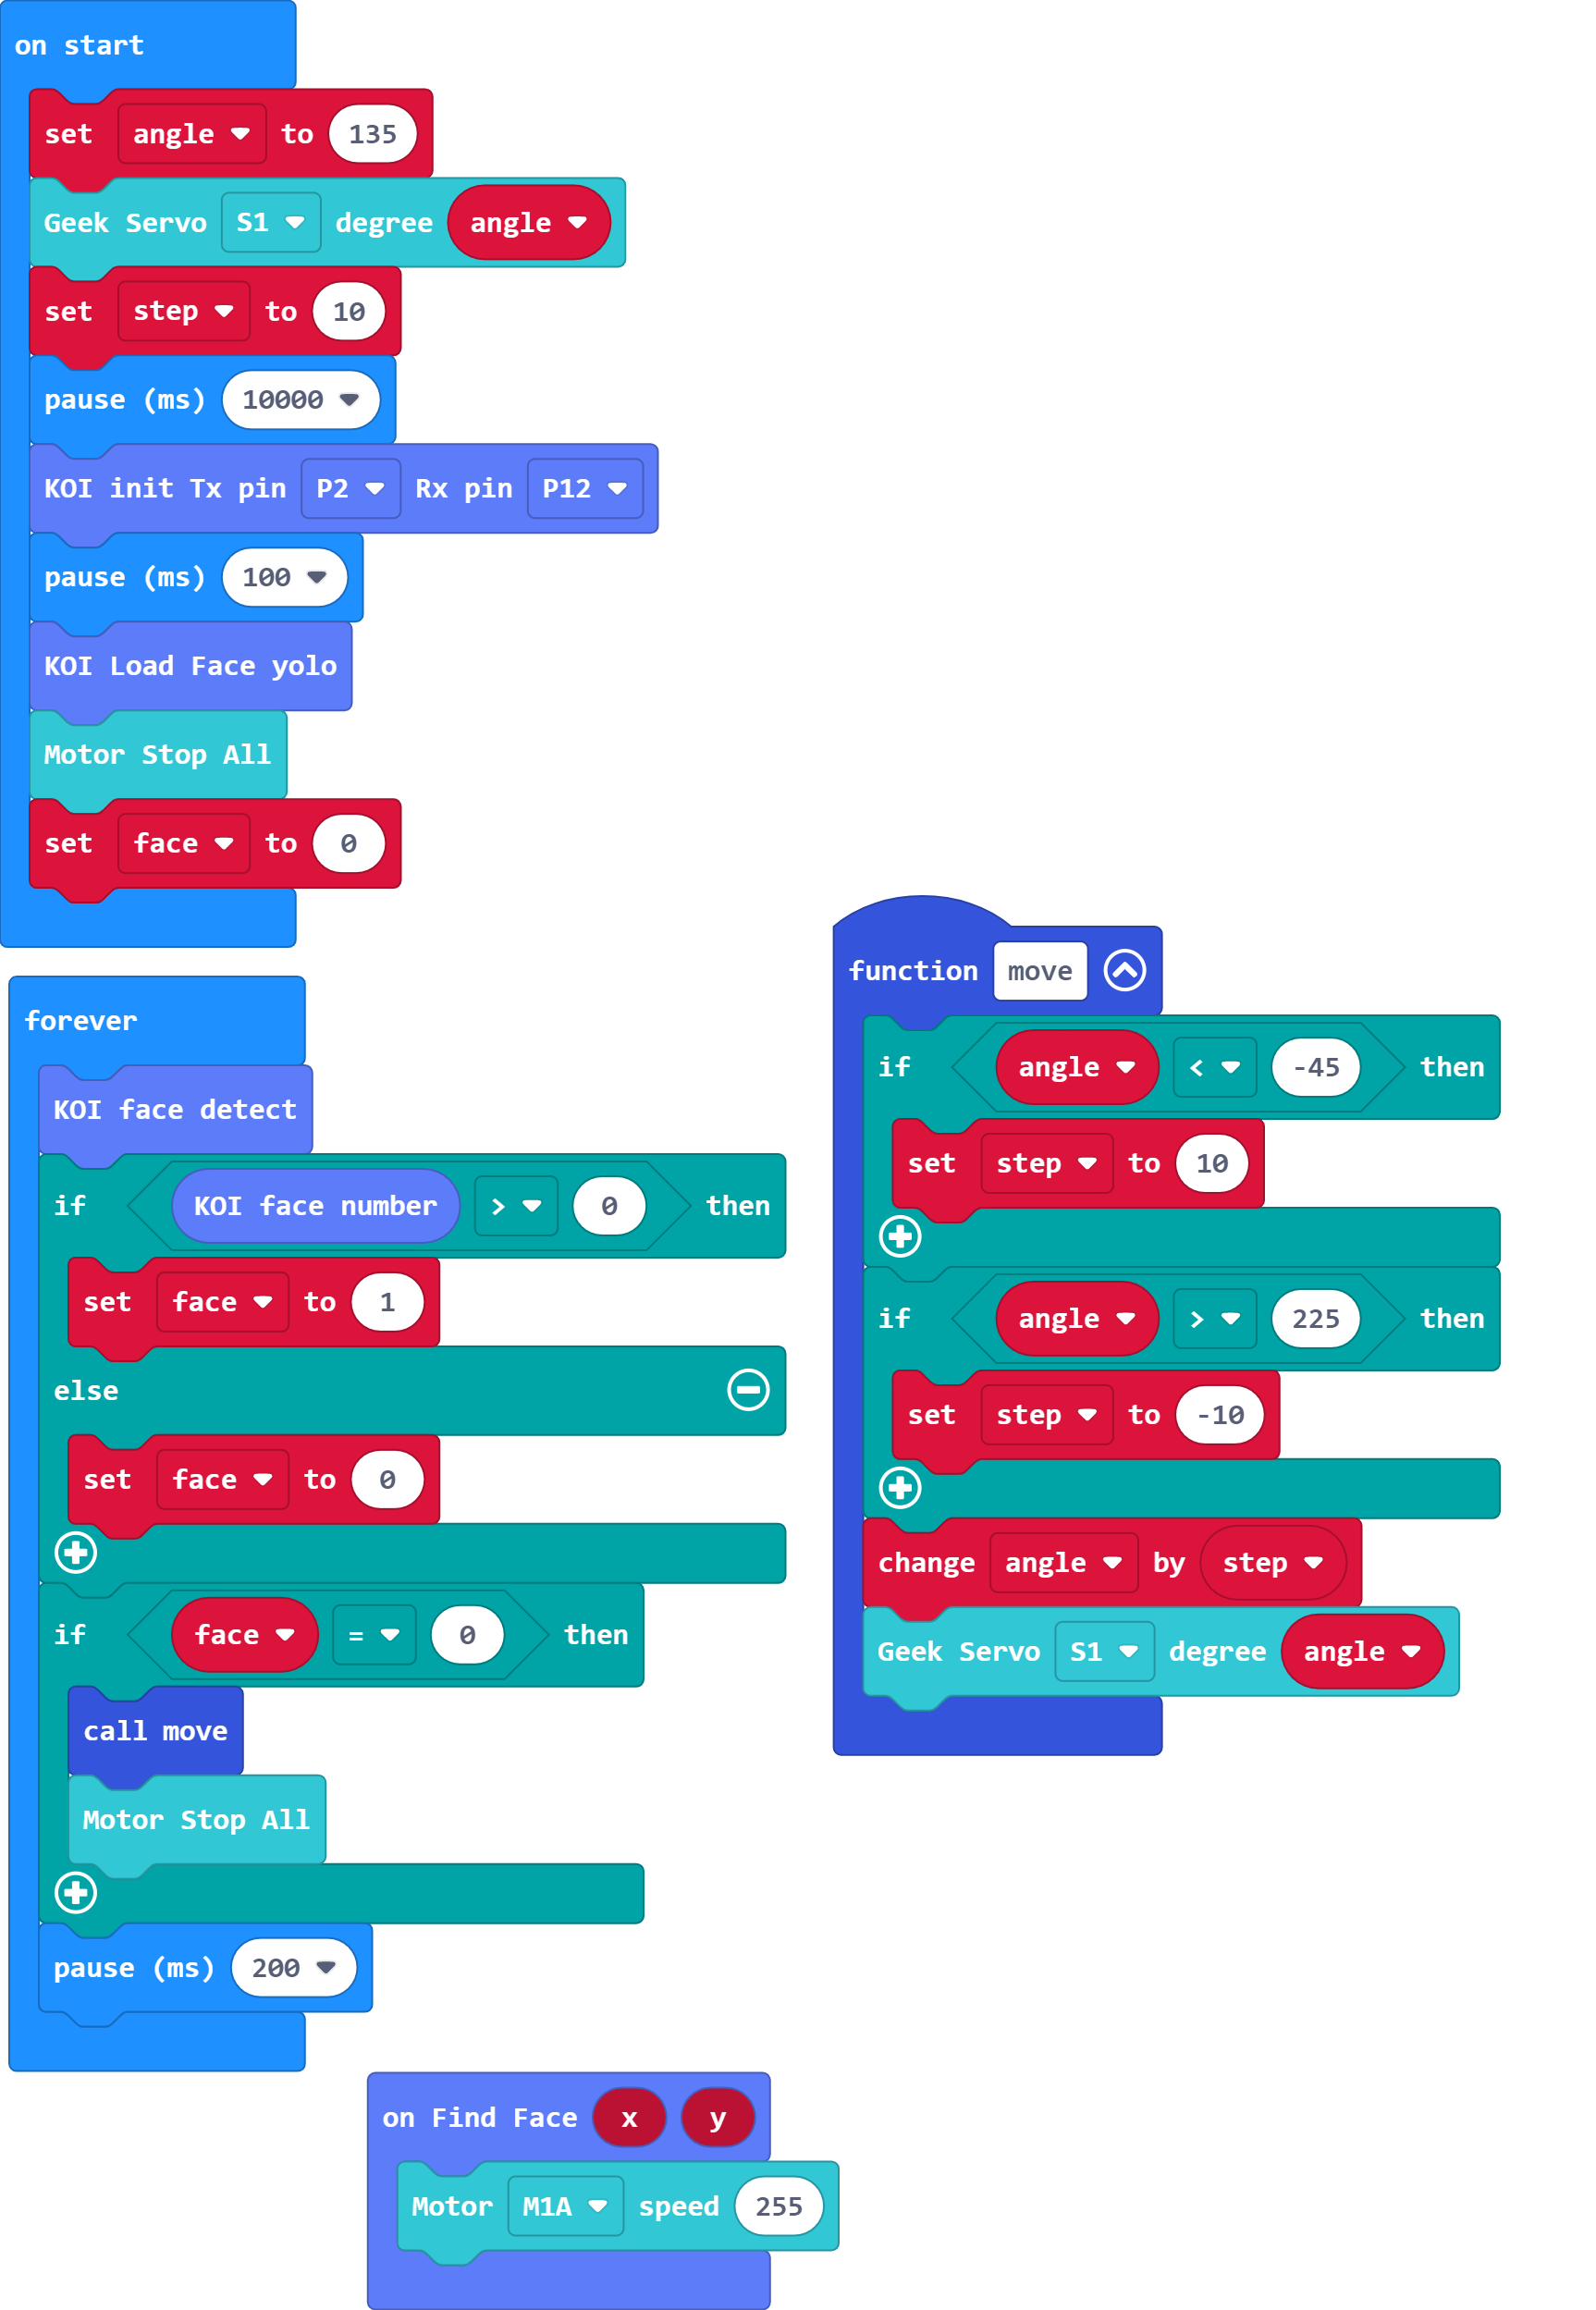 on start
set angle to 135
Geek Servo S1 degree angle
set step to 10
pause (ms) 10000
KOI init Tx pin P2 Rx pin P12
pause (ms) 100
KOI Load Face yolo
Motor Stop All
set face to 0
forever
KOI face detect
if KOI face number > 0 then
set face to 1
else
set face to 0
if face = 0 then
call move
Motor Stop All
pause (ms) 200
function move
if angle < -45 then
set step to 10
if angle > 225 then
set step to -10
change angle by step
Geek Servo S1 degree angle
on Find Face x y
Motor M1A speed 255